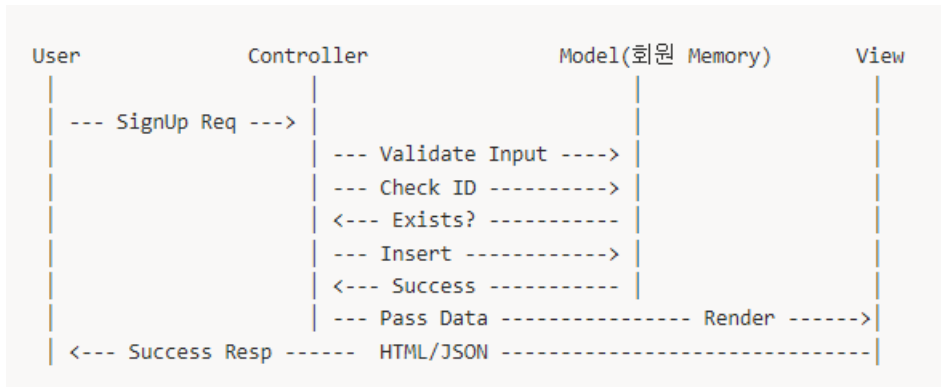 User Controller Model(회원 Memory) View
--- SignUp Req --->
--- Validate Input ---->
--- Check ID ---------->
<--- Exists? -----------
--- Insert ------------>
<--- Success -----------
--- Pass Data ---------------- Render ------>
<--- Success Resp ------ HTML/JSON -------------------------------